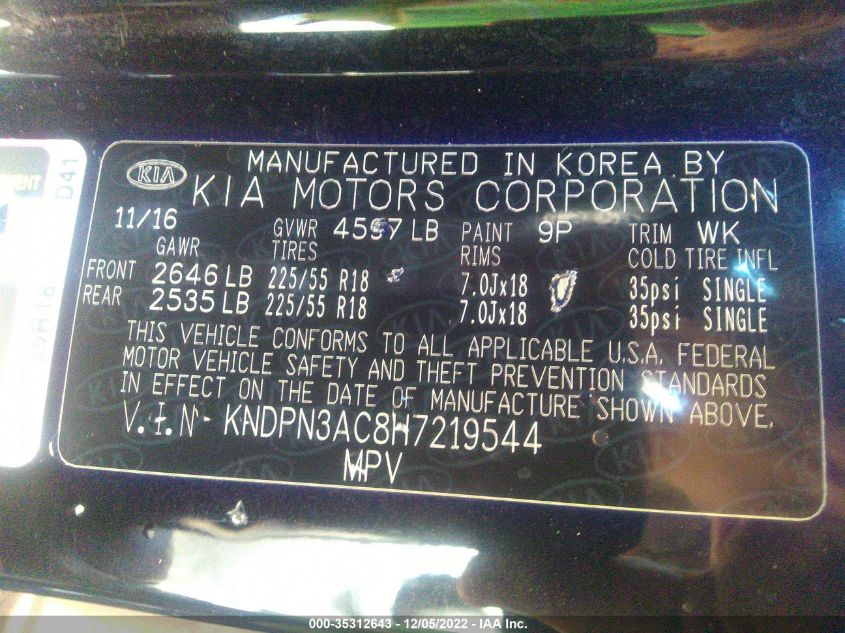 MANUFACTURED IN KOREA BY
KIA KIA MOTORS CORPORATION
11/16 GVWR LB PAINT 9P TRIM WK
GAWR TIRES RIMS COLD TIRE INFL
FRONT 2646 LB 225/55 R18 7.0Jx18 35psi SINGLE
REAR 2535 LB 225/55 R18 7.0Jx18 35psi SINGLE
THIS VEHICLE CONFORMS TO ALL APPLICABLE U.S.A. FEDERAL
MOTOR VEHICLE SAFETY AND THEFT PREVENTION STANDARDS
IN EFFECT ON THE DATE OF MANUFACTURE SHOWN ABOVE.
V.I.N- KNDPN3AC8H7219544
MPV
D41
000-35312643 - 12/05/2022 - IAA Inc.